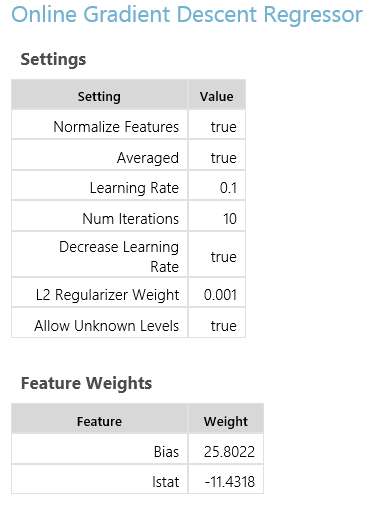 Online Gradient Descent Regressor
Settings
Setting Value
Normalize Features true
Averaged true
Learning Rate 0.1
Num Iterations 10
Decrease Learning
Rate true
L2 Regularizer Weight 0.001
Allow Unknown Levels true
Feature Weights
Feature Weight
Bias 25.8022
lstat -11.4318